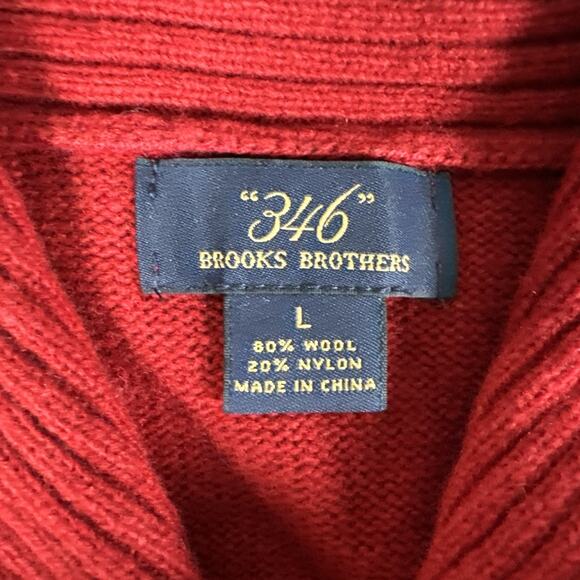 "346"
BROOKS BROTHERS
L
80% WOOL
20% NYLON
MADE IN CHINA